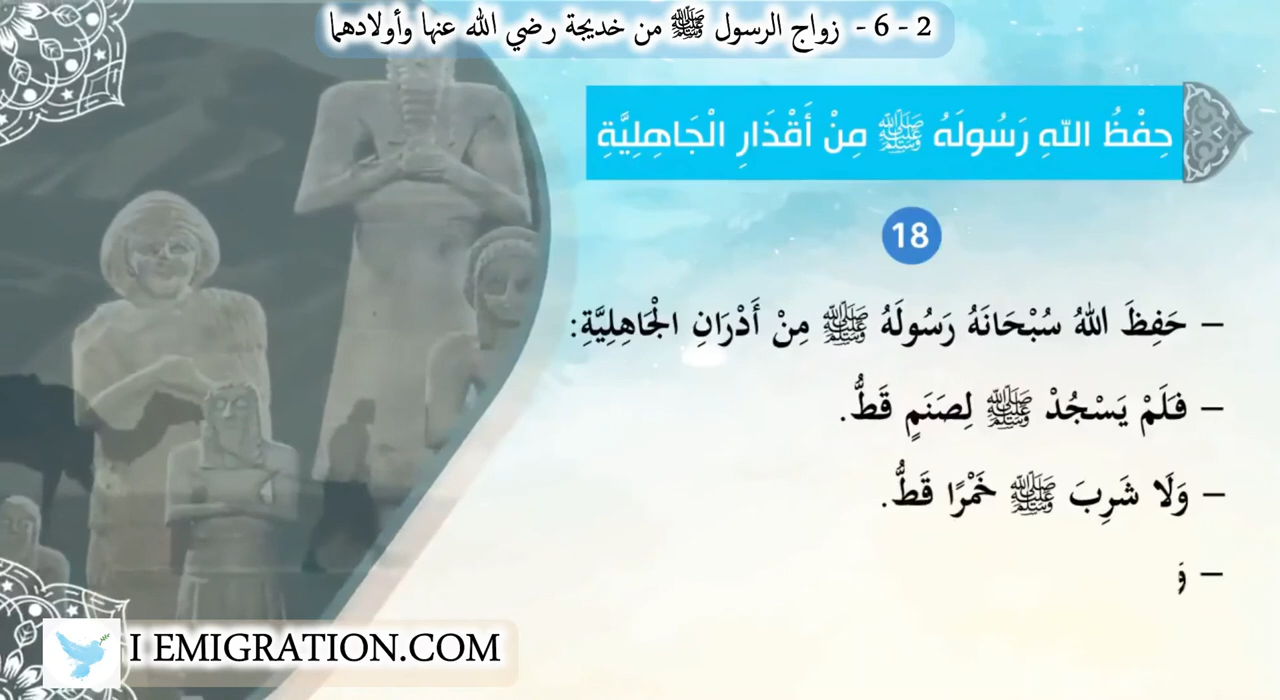 2 - 6 - زواج الرسول ﷺ من خديجة رضي الله عنها وأولادهما
حِفْظُ اللّهِ رَسُولَهُ ﷺ مِنْ أَقْذَارِ الْجَاهِلِيَّةِ
18
– حَفِظَ اللهُ سُبْحَانَهُ رَسُولَهُ ﷺ مِنْ أَدْرَانِ الْجَاهِلِيَّةِ:
– فَلَمْ يَسْجُدْ ﷺ لِصَنَمٍ قَطُّ.
– وَلَا شَرِبَ ﷺ خَمْرًا قَطُّ.
– وَ
I EMIGRATION.COM